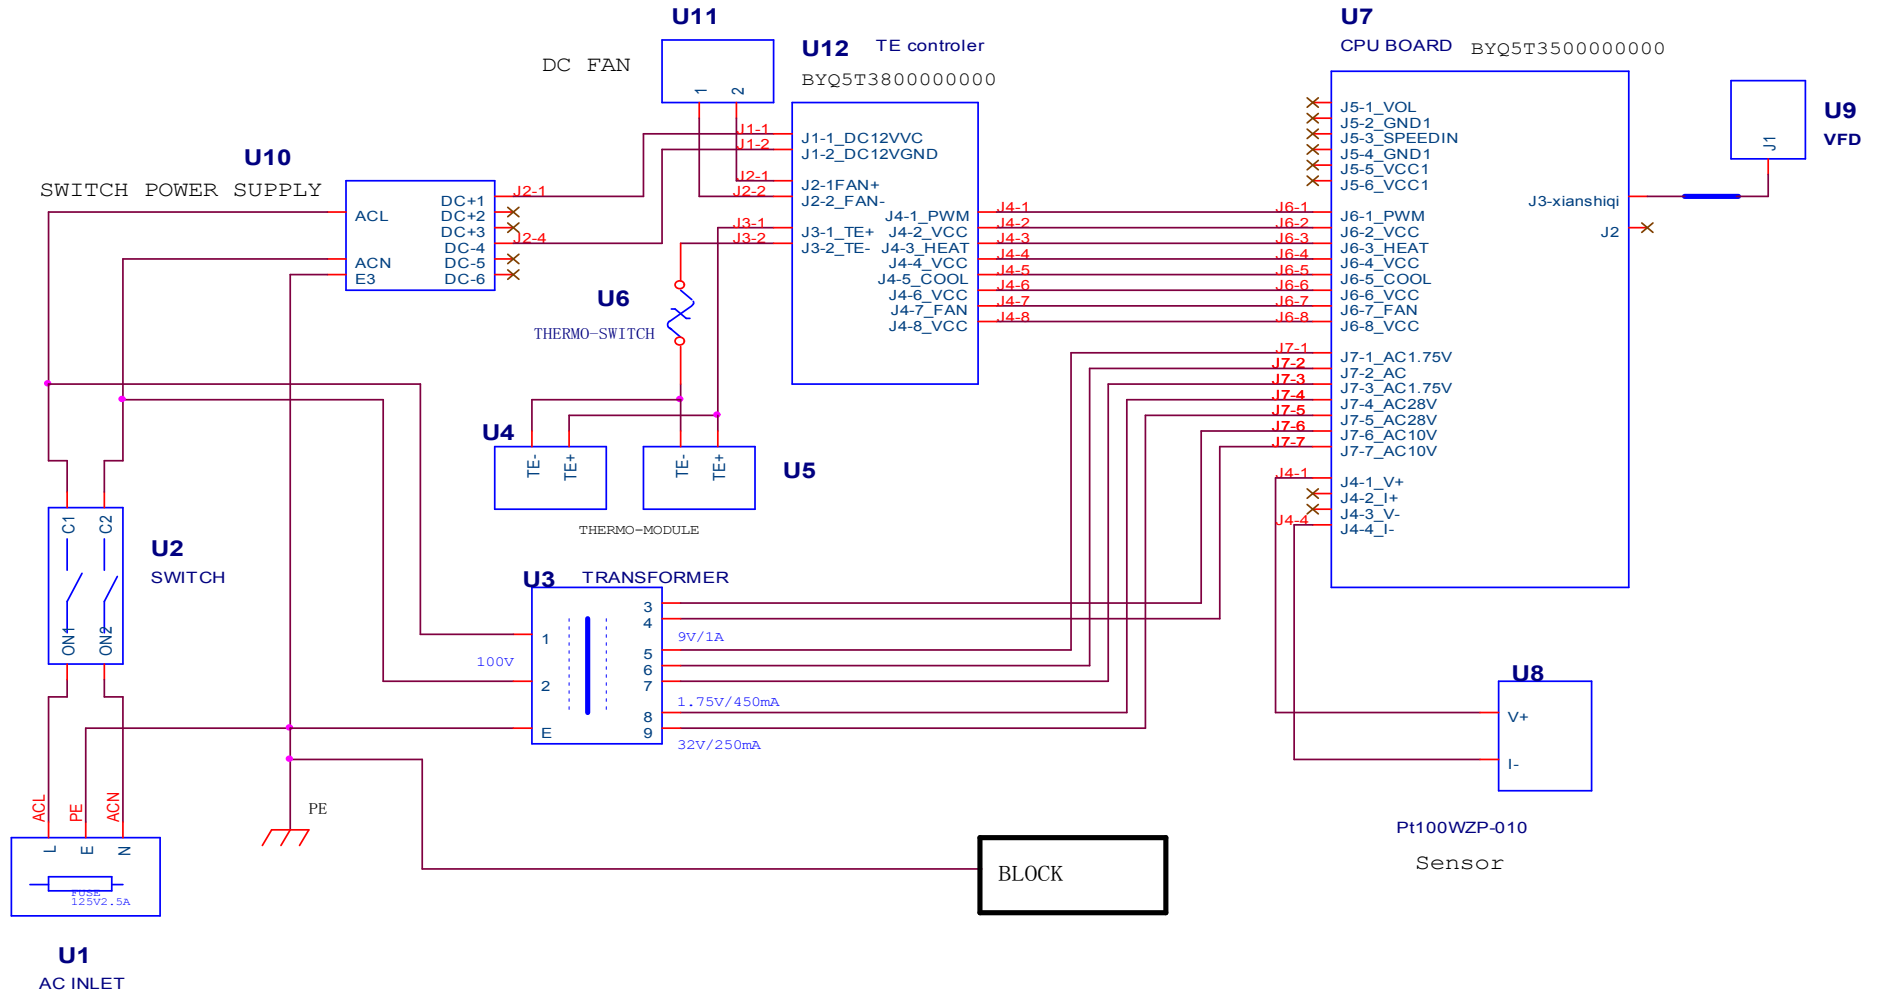 U11
DC FAN
1
2
U12 TE controler
BYQ5T3800000000
U7
CPU BOARD BYQ5T3500000000
U9
VFD
J1
U10
SWITCH POWER SUPPLY
ACL
ACN
E3
DC+1
DC+2
DC+3
DC-4
DC-5
DC-6
J2-1
J2-4
J1-1
J1-2
J2-1
J2-2
J3-1
J3-2
J1-1_DC12VVC
J1-2_DC12VGND
J2-1FAN+
J2-2_FAN-
J3-1_TE+
J3-2_TE-
J4-1_PWM
J4-2_VCC
J4-3_HEAT
J4-4_VCC
J4-5_COOL
J4-6_VCC
J4-7_FAN
J4-8_VCC
J4-1
J4-2
J4-3
J4-4
J4-5
J4-6
J4-7
J4-8
J6-1
J6-2
J6-3
J6-4
J6-5
J6-6
J6-7
J6-8
J7-1
J7-2
J7-3
J7-4
J7-5
J7-6
J7-7
J4-1
J4-4
J5-1_VOL
J5-2_GND1
J5-3_SPEEDIN
J5-4_GND1
J5-5_VCC1
J5-6_VCC1
J6-1_PWM
J6-2_VCC
J6-3_HEAT
J6-4_VCC
J6-5_COOL
J6-6_VCC
J6-7_FAN
J6-8_VCC
J7-1_AC1.75V
J7-2_AC
J7-3_AC1.75V
J7-4_AC28V
J7-5_AC28V
J7-6_AC10V
J7-7_AC10V
J4-1_V+
J4-2_I+
J4-3_V-
J4-4_I-
J3-xianshiqi
J2
U6
THERMO-SWITCH
U4
TE-
TE+
TE-
TE+
U5
THERMO-MODULE
C1
C2
ON1
ON2
U2
SWITCH
U3 TRANSFORMER
1
2
E
100V
3
4
5
6
7
8
9
9V/1A
1.75V/450mA
32V/250mA
U8
V+
I-
Pt100WZP-010
Sensor
PE
ACL
PE
ACN
L
E
N
FUSE
125V2.5A
U1
AC INLET
BLOCK